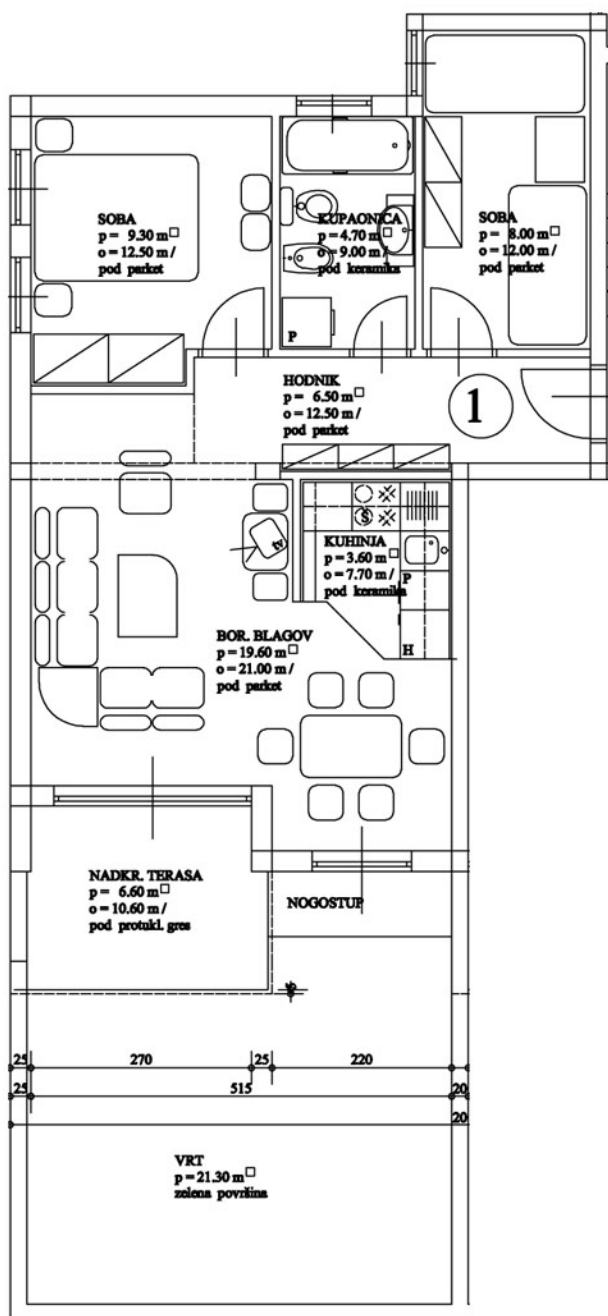 SOBA
p = 9.30 m□
o = 12.50 m /
pod parket
KUPAONICA
p = 4.70 m□
o = 9.00 m /
pod keramika
SOBA
p = 8.00 m□
o = 12.00 m /
pod parket
P
HODNIK
p = 6.50 m□
o = 12.50 m /
pod parket
1
tv
S
KUHINJA
p = 3.60 m□
o = 7.70 m /
pod keramika
P
H
BOR. BLAGOV
p = 19.60 m□
o = 21.00 m /
pod parket
NADKR. TERASA
p = 6.60 m□
o = 10.60 m /
pod protukl. gres
NOGOSTUP
25 270 25 220
25 515 20
20
VRT
p = 21.30 m□
zelena površina